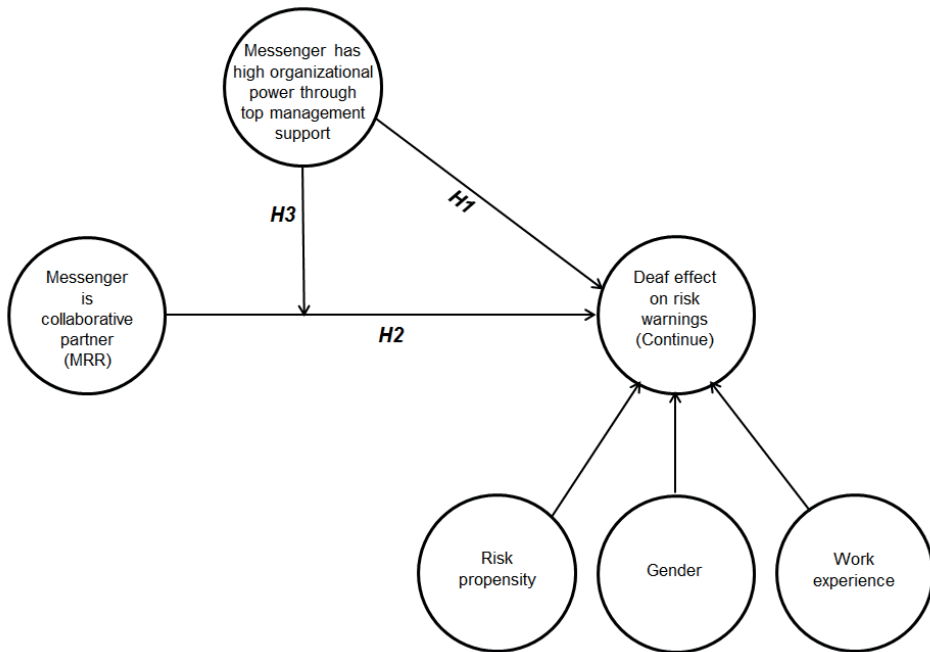 Messenger has
high organizational
power through
top management
support
H3
H1
Messenger
is
collaborative
partner
(MRR)
H2
Deaf effect
on risk
warnings
(Continue)
Risk
propensity
Gender
Work
experience